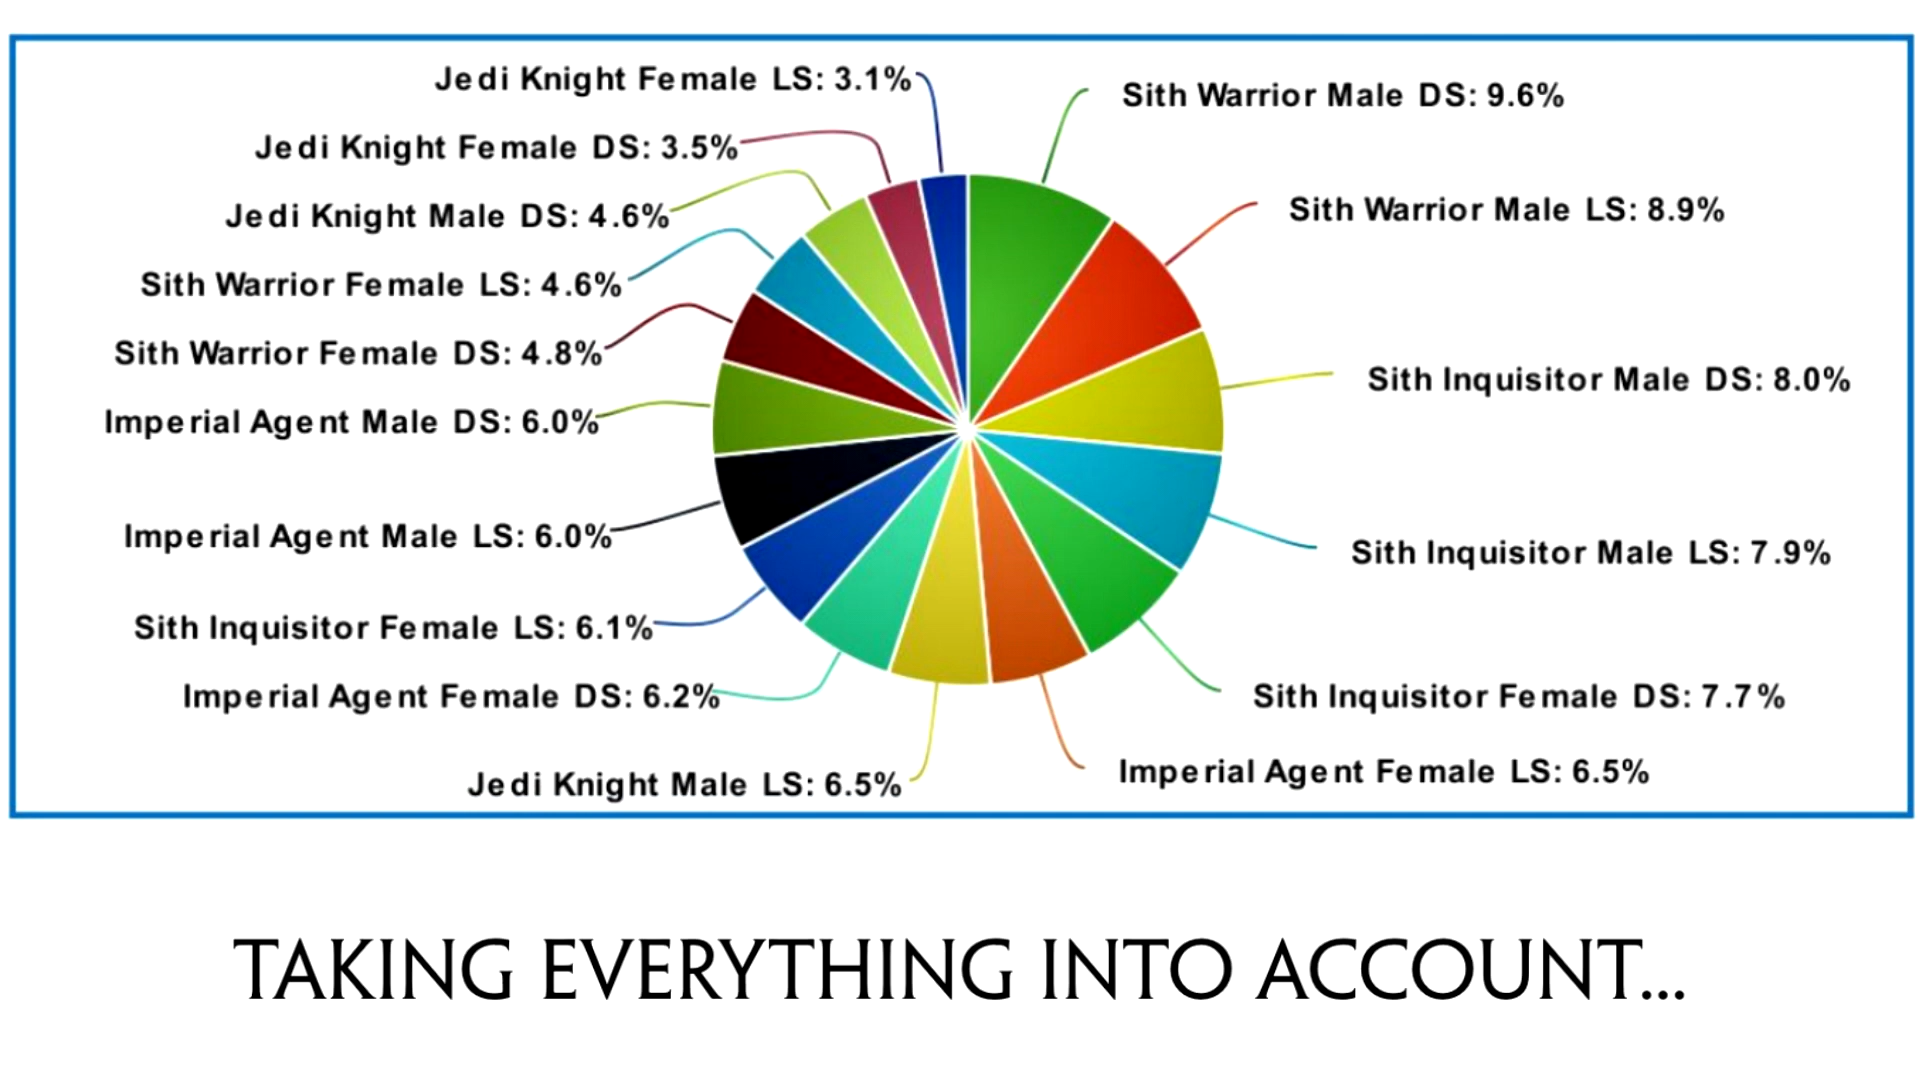 Jedi Knight Female LS: 3.1%
Sith Warrior Male DS: 9.6%
Jedi Knight Female DS: 3.5%
Sith Warrior Male LS: 8.9%
Jedi Knight Male DS: 4.6%
Sith Warrior Female LS: 4.6%
Sith Warrior Female DS: 4.8%
Sith Inquisitor Male DS: 8.0%
Imperial Agent Male DS: 6.0%
Imperial Agent Male LS: 6.0%
Sith Inquisitor Male LS: 7.9%
Sith Inquisitor Female LS: 6.1%
Imperial Agent Female DS: 6.2%
Sith Inquisitor Female DS: 7.7%
Jedi Knight Male LS: 6.5%
Imperial Agent Female LS: 6.5%
TAKING EVERYTHING INTO ACCOUNT...